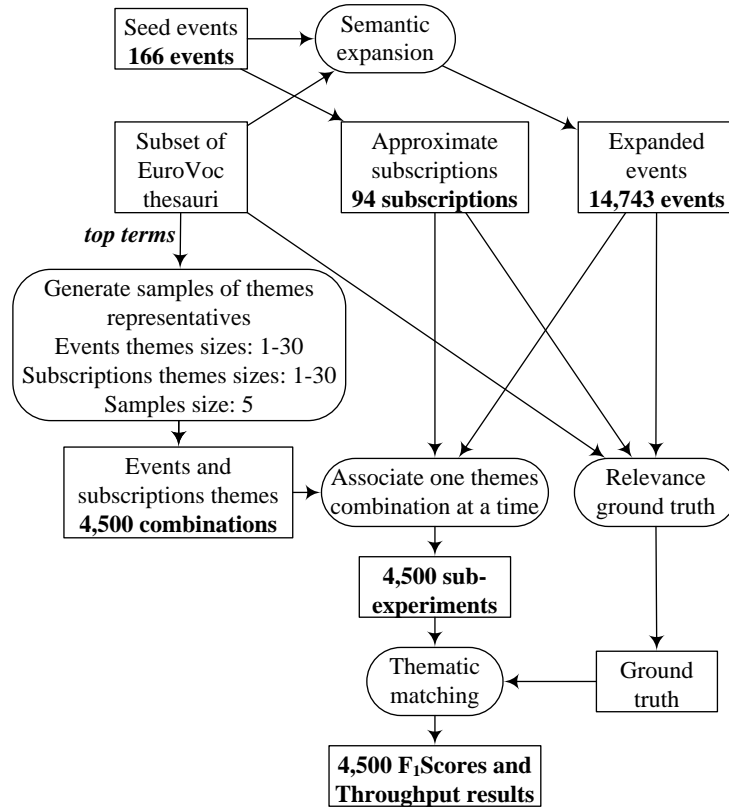 Seed events
166 events
Semantic
expansion
Subset of
EuroVoc
thesauri
Approximate
subscriptions
94 subscriptions
Expanded
events
14,743 events
top terms
Generate samples of themes
representatives
Events themes sizes: 1-30
Subscriptions themes sizes: 1-30
Samples size: 5
Events and
subscriptions themes
4,500 combinations
Associate one themes
combination at a time
Relevance
ground truth
4,500 sub-
experiments
Thematic
matching
Ground
truth
4,500 F₁Scores and
Throughput results